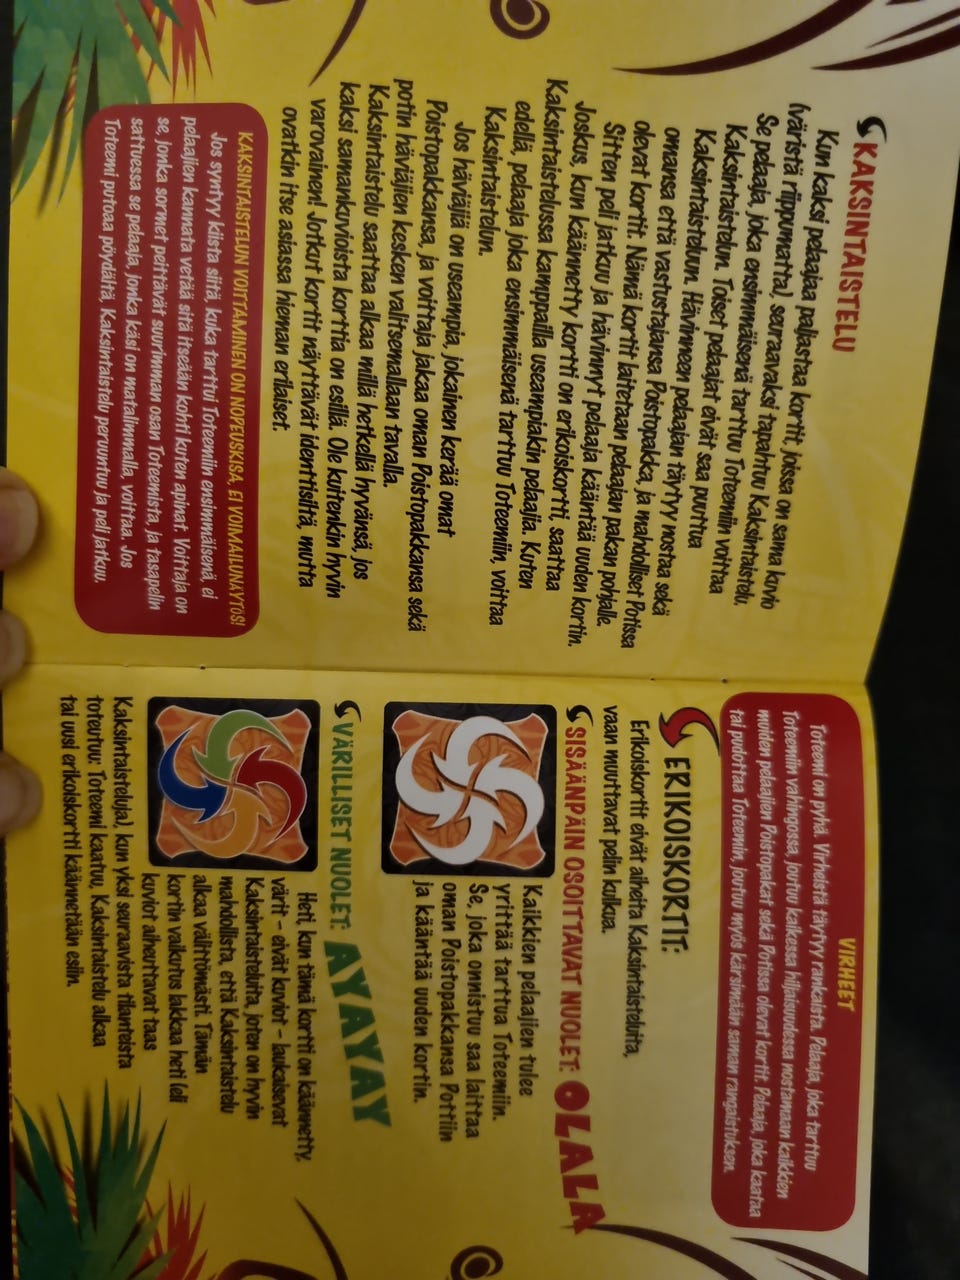 KAKSINTAISTELU
Kun kaksi pelaajaa paljastaa kortit, joissa on sama kuvio
(väristä riippumatta), seuraavaksi tapahtuu Kaksintaistelu.
Se pelaaja, joka ensimmäisenä tarttuu Toteemiin voittaa
Kaksintaistelun. Toiset pelaajat eivät saa puuttua
Kaksintaisteluun. Hävinneen pelaajan täytyy nostaa sekä
omansa että vastustajansa Poistopakka, ja mahdolliset Potissa
olevat kortit. Nämä kortit laitetaan pelaajan pakan pohjalle.
Sitten peli jatkuu ja hävinnyt pelaaja kääntää uuden kortin.
Joskus, kun käännetty kortti on erikoiskortti, saattaa
Kaksintaistelussa kamppailla useampiakin pelaajia. Kuten
edellä, pelaaja joka ensimmäisenä tarttuu Toteemiin, voittaa
Kaksintaistelun.
Jos häviäjiä on useampia, jokainen kerää omat
Poistopakkansa, ja voittaja jakaa oman Poistopakkansa sekä
potin häviäjien kesken valitsemallaan tavalla.
Kaksintaistelu saattaa alkaa millä hetkellä hyvänsä, jos
kaksi samankuvioista korttia on esillä. Ole kuitenkin hyvin
varovainen! Jotkut kortit näyttävät identtisiltä, mutta
ovatkin itse asiassa hieman erilaiset.
KAKSINTAISTELUN VOITTAMINEN ON NOPEUSKISA, EI VOIMAILUNÄYTÖS!
Jos syntyy kiista siitä, kuka tarttui Toteemiin ensimmäisenä, ei
pelaajien kannata vetää sitä itseään kohti kuten apinat. Voittaja on
se, jonka sormet peittävät suurimman osan Toteemista, ja tasapelin
sattuessa se pelaaja, jonka käsi on matalimmalla, voittaa. Jos
Toteemi putoaa pöydältä, Kaksintaistelu peruuntuu ja peli jatkuu.
VIRHEET
Toteemi on pyhä. Virheistä täytyy rankaista. Pelaaja, joka tarttuu
Toteemiin vahingossa, joutuu kaikessa hiljaisuudessa nostamaan kaikkien
muiden pelaajien Poistopakat sekä Potissa olevat kortit. Pelaaja, joka kaataa
tai pudottaa Toteemin, joutuu myös kärsimään saman rangaistuksen.
ERIKOISKORTIT:
Erikoiskortit eivät aiheita Kaksintaisteluita,
vaan muuttavat pelin kulkua.
SISÄÄNPÄIN OSOITTAVAT NUOLET: OLALA
Kaikkien pelaajien tulee
yrittää tarttua Toteemiin.
Se, joka onnistuu saa laittaa
oman Poistopakkansa Pottiin
ja kääntää uuden kortin.
VÄRILLISET NUOLET: AYAYAY
Heti, kun tämä kortti on käännetty,
värit – eivät kuviot – laukaisevat
Kaksintaisteluita, joten on hyvin
mahdollista, että Kaksintaistelu
alkaa välittömästi. Tämän
kortin vaikutus lakkaa heti (eli
kuviot aiheuttavat taas
Kaksintaisteluja), kun yksi seuraavista tilanteista
toteutuu: Toteemi kaatuu, Kaksintaistelu alkaa
tai uusi erikoiskortti käännetään esiin.